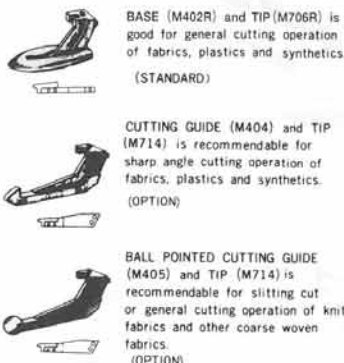 BASE (M402R) and TIP (M706R) is
good for general cutting operation
of fabrics, plastics and synthetics
(STANDARD)
CUTTING GUIDE (M404) and TIP
(M714) is recommendable for
sharp angle cutting operation of
fabrics, plastics and synthetics.
(OPTION)
BALL POINTED CUTTING GUIDE
(M405) and TIP (M714) is
recommendable for slitting cut
or general cutting operation of knit
fabrics and other coarse woven
fabrics.
(OPTION)